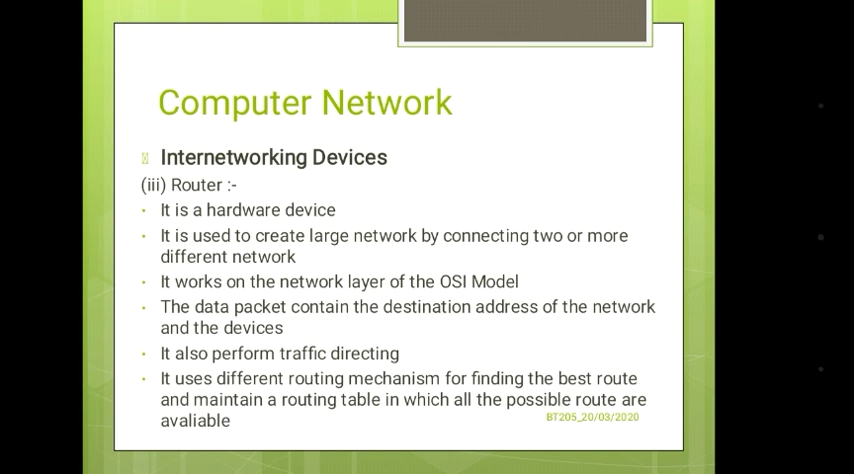 Computer Network
Internetworking Devices
(iii) Router :-
• It is a hardware device
• It is used to create large network by connecting two or more
different network
• It works on the network layer of the OSI Model
• The data packet contain the destination address of the network
and the devices
• It also perform traffic directing
• It uses different routing mechanism for finding the best route
and maintain a routing table in which all the possible route are
avaliable
BT205_20/03/2020